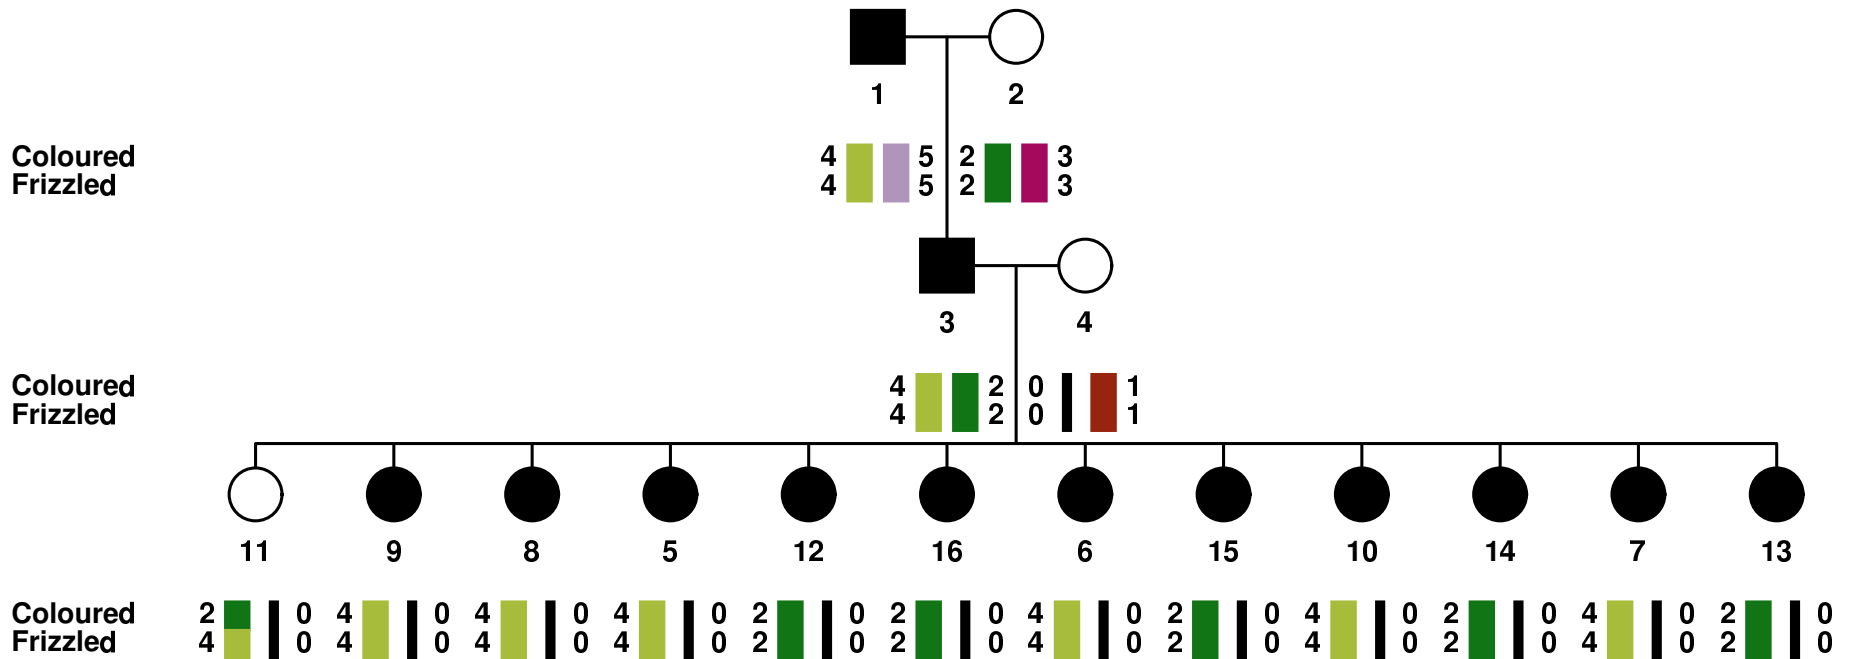 1 2
Coloured 4 5 2 3
Frizzled 4 5 2 3
3 4
Coloured 4 2 0 1
Frizzled 4 2 0 1
11 9 8 5 12 16 6 15 10 14 7 13
Coloured 2 0 4 0 4 0 4 0 2 0 2 0 4 0 2 0 4 0 2 0 4 0 2 0
Frizzled 4 0 4 0 4 0 4 0 2 0 2 0 4 0 2 0 4 0 2 0 4 0 2 0